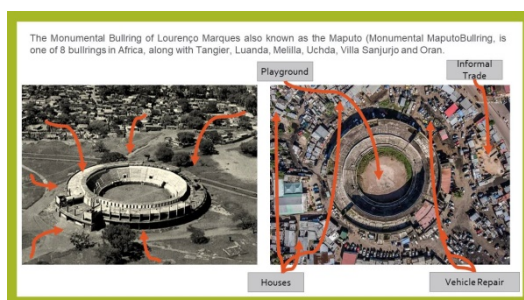 The Monumental Bullring of Lourenço Marques also known as the Maputo (Monumental MaputoBullring, is
one of 8 bullrings in Africa, along with Tangier, Luanda, Melilla, Uchda, Villa Sanjurjo and Oran.
Playground
Informal
Trade
Houses
Vehicle Repair